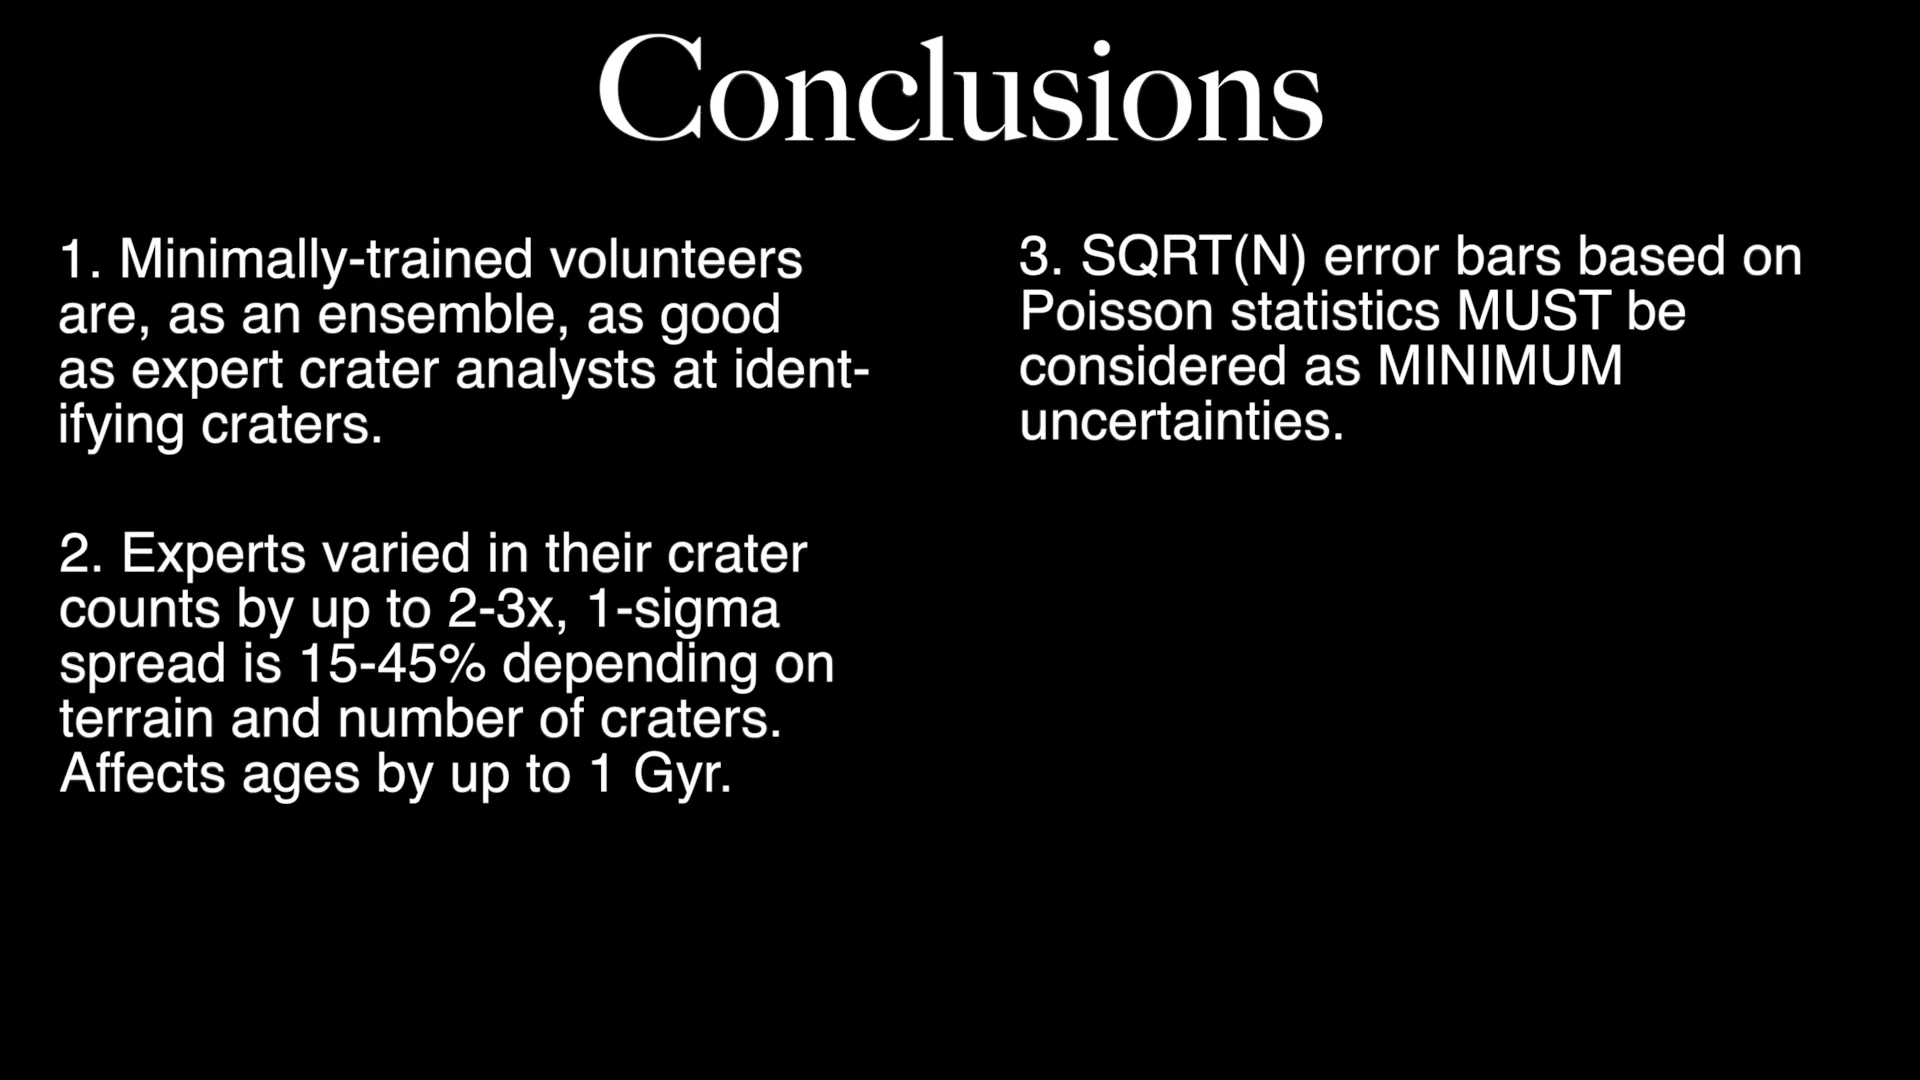 Conclusions
1. Minimally-trained volunteers
are, as an ensemble, as good
as expert crater analysts at ident-
ifying craters.
2. Experts varied in their crater
counts by up to 2-3x, 1-sigma
spread is 15-45% depending on
terrain and number of craters.
Affects ages by up to 1 Gyr.
3. SQRT(N) error bars based on
Poisson statistics MUST be
considered as MINIMUM
uncertainties.